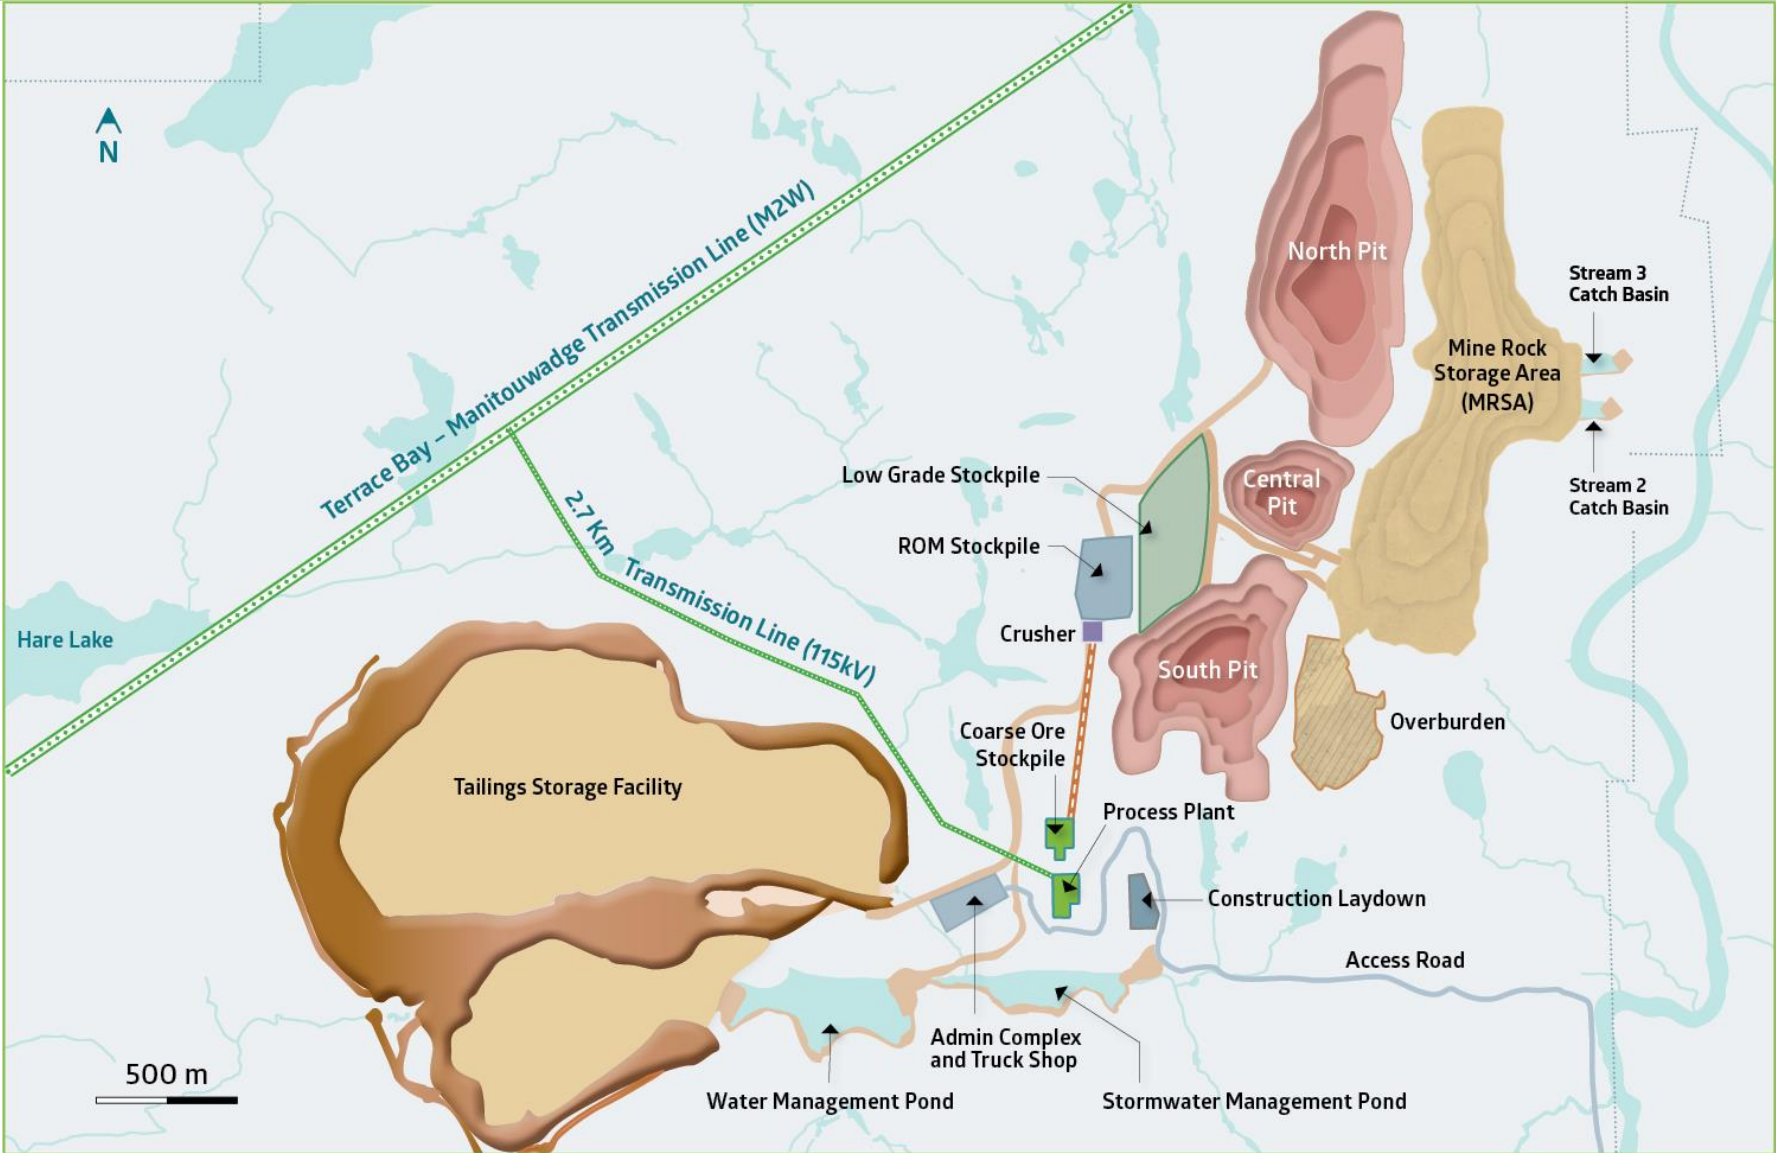 N
Terrace Bay – Manitouwadge Transmission Line (M2W)
North Pit
Stream 3
Catch Basin
Mine Rock
Storage Area
(MRSA)
Low Grade Stockpile
Central
Pit
Stream 2
Catch Basin
2.7 Km Transmission Line (115kV)
ROM Stockpile
Hare Lake
Crusher
South Pit
Overburden
Coarse Ore
Stockpile
Tailings Storage Facility
Process Plant
Construction Laydown
Access Road
Admin Complex
and Truck Shop
500 m
Water Management Pond
Stormwater Management Pond